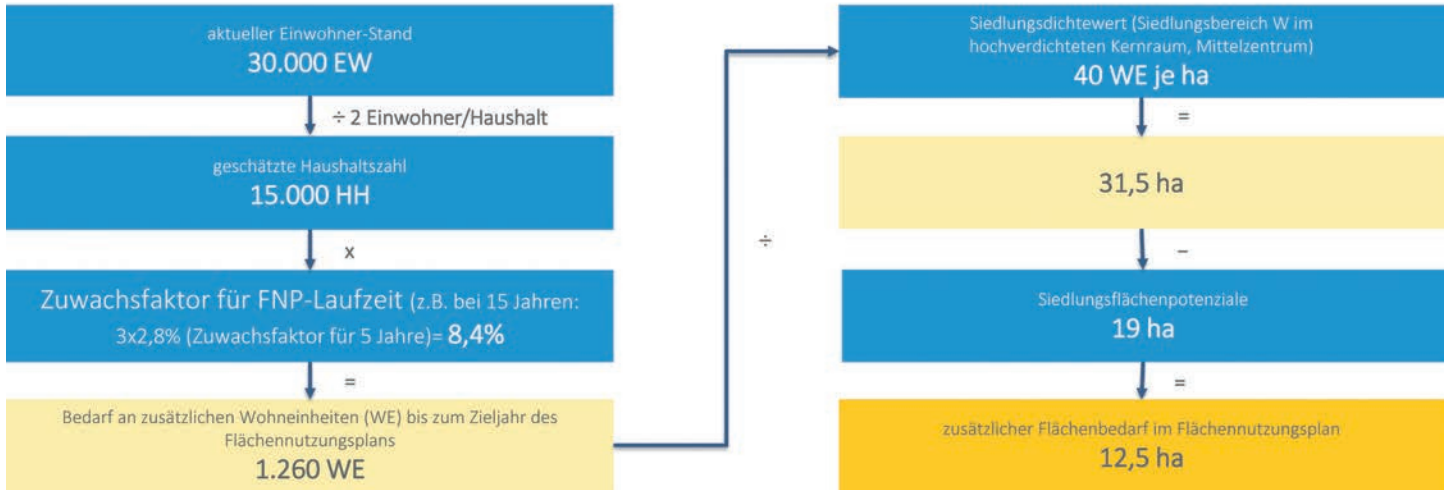 aktueller Einwohner-Stand
30.000 EW
÷ 2 Einwohner/Haushalt
geschätzte Haushaltszahl
15.000 HH
x
Zuwachsfaktor für FNP-Laufzeit (z.B. bei 15 Jahren:
3x2,8% (Zuwachsfaktor für 5 Jahre)= 8,4%
=
Bedarf an zusätzlichen Wohneinheiten (WE) bis zum Zieljahr des
Flächennutzungsplans
1.260 WE
÷
Siedlungsdichtewert (Siedlungsbereich W im
hochverdichteten Kernraum, Mittelzentrum)
40 WE je ha
=
31,5 ha
–
Siedlungsflächenpotenziale
19 ha
=
zusätzlicher Flächenbedarf im Flächennutzungsplan
12,5 ha